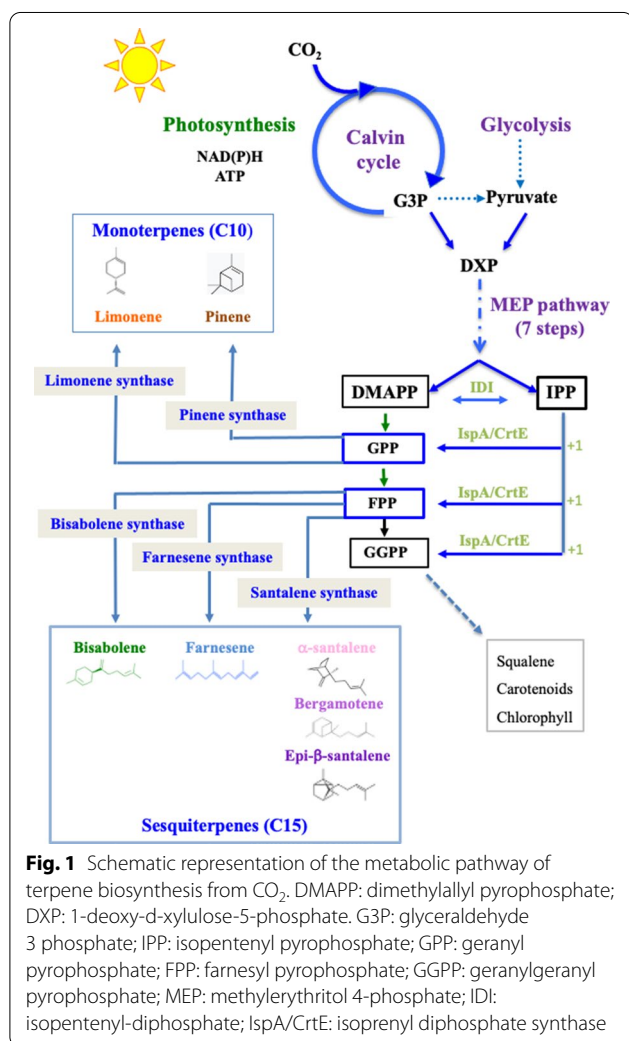 CO₂
Photosynthesis
NAD(P)H
ATP
Calvin
cycle
Glycolysis
G3P
Pyruvate
DXP
MEP pathway
(7 steps)
Monoterpenes (C10)
Limonene
Pinene
Limonene synthase
Pinene synthase
DMAPP
IDI
IPP
GPP
IspA/CrtE
+1
FPP
IspA/CrtE
+1
GGPP
IspA/CrtE
+1
Bisabolene synthase
Farnesene synthase
Santalene synthase
Bisabolene
Farnesene
α-santalene
Bergamotene
Epi-β-santalene
Sesquiterpenes (C15)
Squalene
Carotenoids
Chlorophyll
Fig. 1 Schematic representation of the metabolic pathway of
terpene biosynthesis from CO₂. DMAPP: dimethylallyl pyrophosphate;
DXP: 1-deoxy-d-xylulose-5-phosphate. G3P: glyceraldehyde
3 phosphate; IPP: isopentenyl pyrophosphate; GPP: geranyl
pyrophosphate; FPP: farnesyl pyrophosphate; GGPP: geranylgeranyl
pyrophosphate; MEP: methylerythritol 4-phosphate; IDI:
isopentenyl-diphosphate; IspA/CrtE: isoprenyl diphosphate synthase